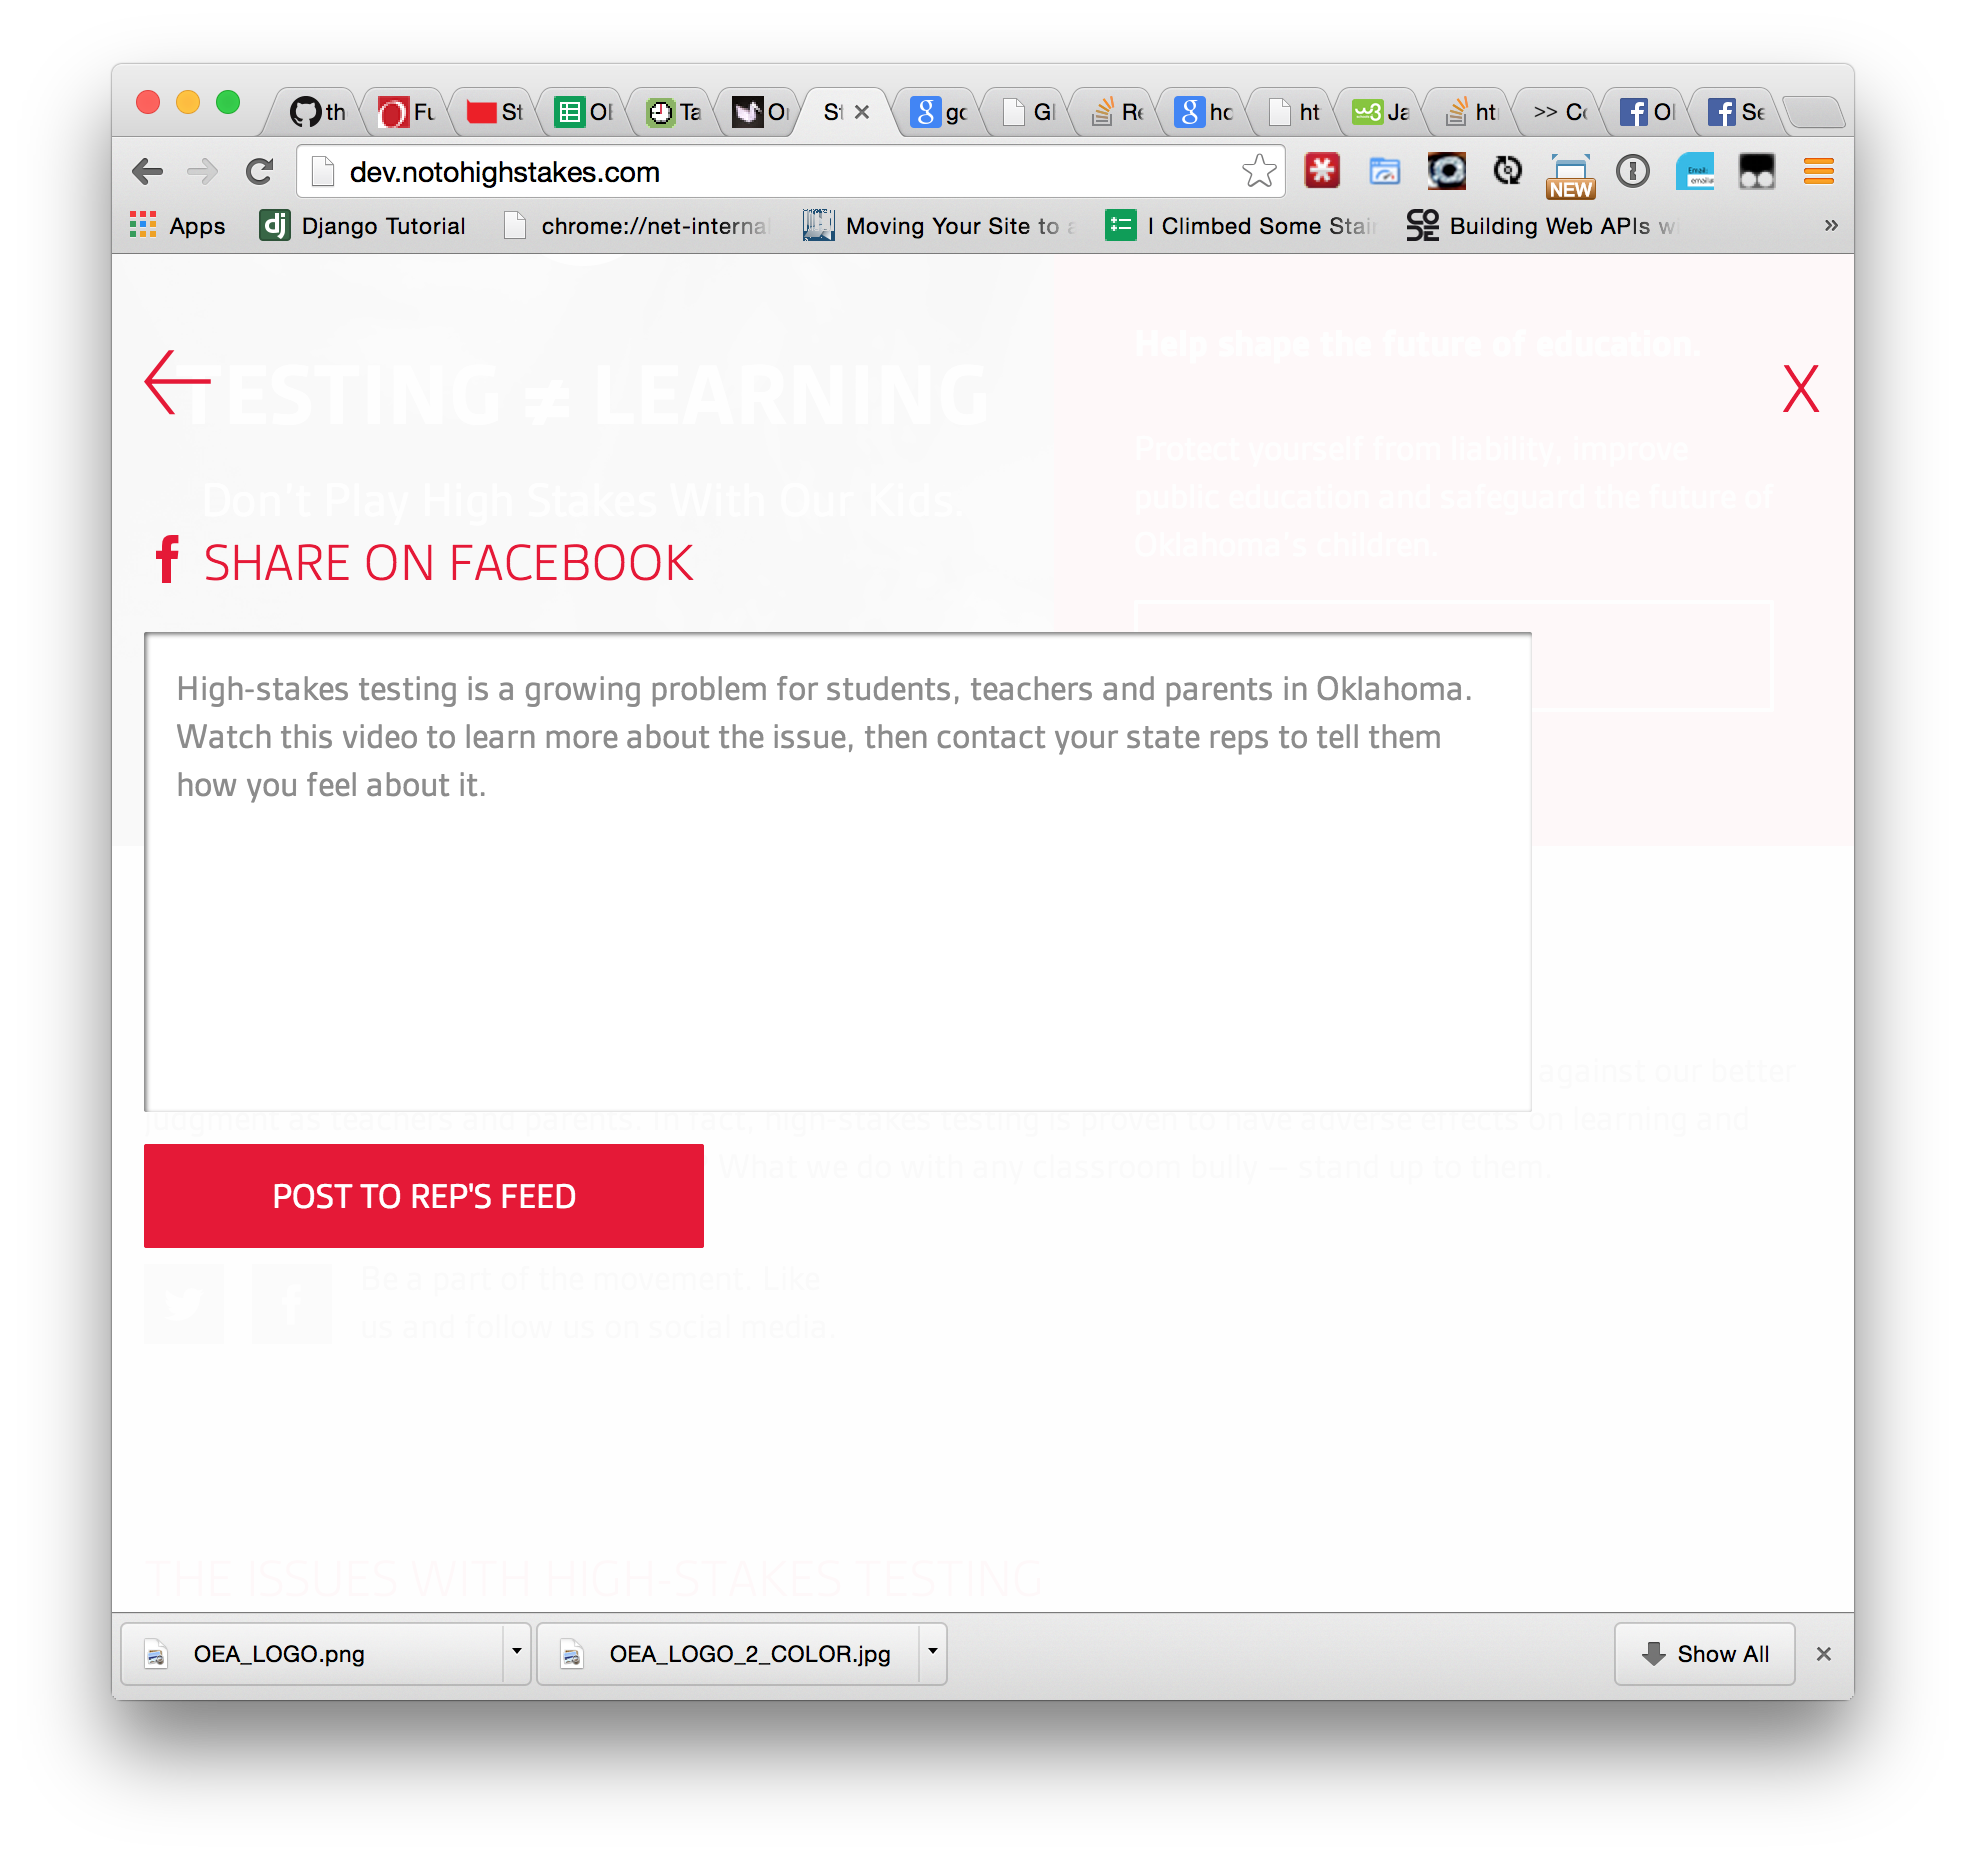 th
Fu
St
Ta
St
go
Re
ho
ht
Ja
ht
>> Co
Se
dev.notohighstakes.com
NEW
Apps
Django Tutorial
chrome://net-interna
Moving Your Site to a
I Climbed Some Stair
CODE
Building Web APIs w
»
Help shape the future of education.
TESTING ≠ LEARNING
X
Protect yourself from liability, improve
public education and safeguard the future of
Oklahoma's children.
Don't Play High Stakes With Our Kids.
f SHARE ON FACEBOOK
High-stakes testing is a growing problem for students, teachers and parents in Oklahoma.
Watch this video to learn more about the issue, then contact your state reps to tell them
how you feel about it.
against our better
judgment as teachers and parents. In fact, high-stakes testing is proven to have adverse effects on learning and
What we do with any classroom bully — stand up to them.
POST TO REP'S FEED
Be a part of the movement. Like
us and follow us on social media.
THE ISSUES WITH HIGH-STAKES TESTING
OEA_LOGO.png
OEA_LOGO_2_COLOR.jpg
Show All